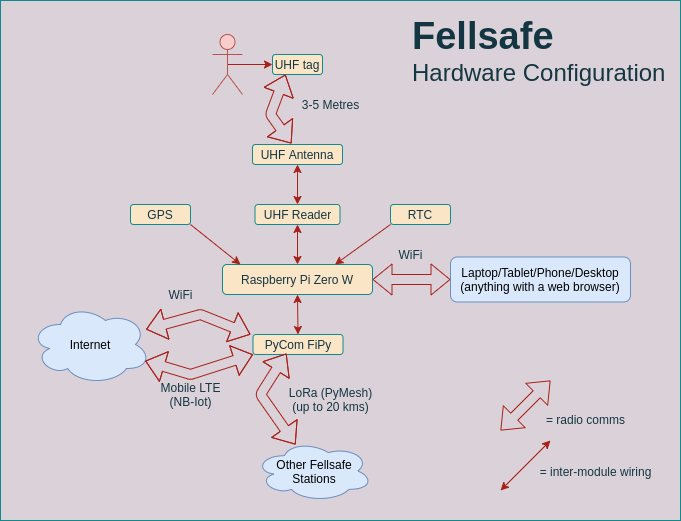 Fellsafe
Hardware Configuration
UHF tag
3-5 Metres
UHF Antenna
GPS
UHF Reader
RTC
WiFi
Raspberry Pi Zero W
Laptop/Tablet/Phone/Desktop
(anything with a web browser)
WiFi
Internet
PyCom FiPy
Mobile LTE
(NB-Iot)
LoRa (PyMesh)
(up to 20 kms)
= radio comms
Other Fellsafe
Stations
= inter-module wiring